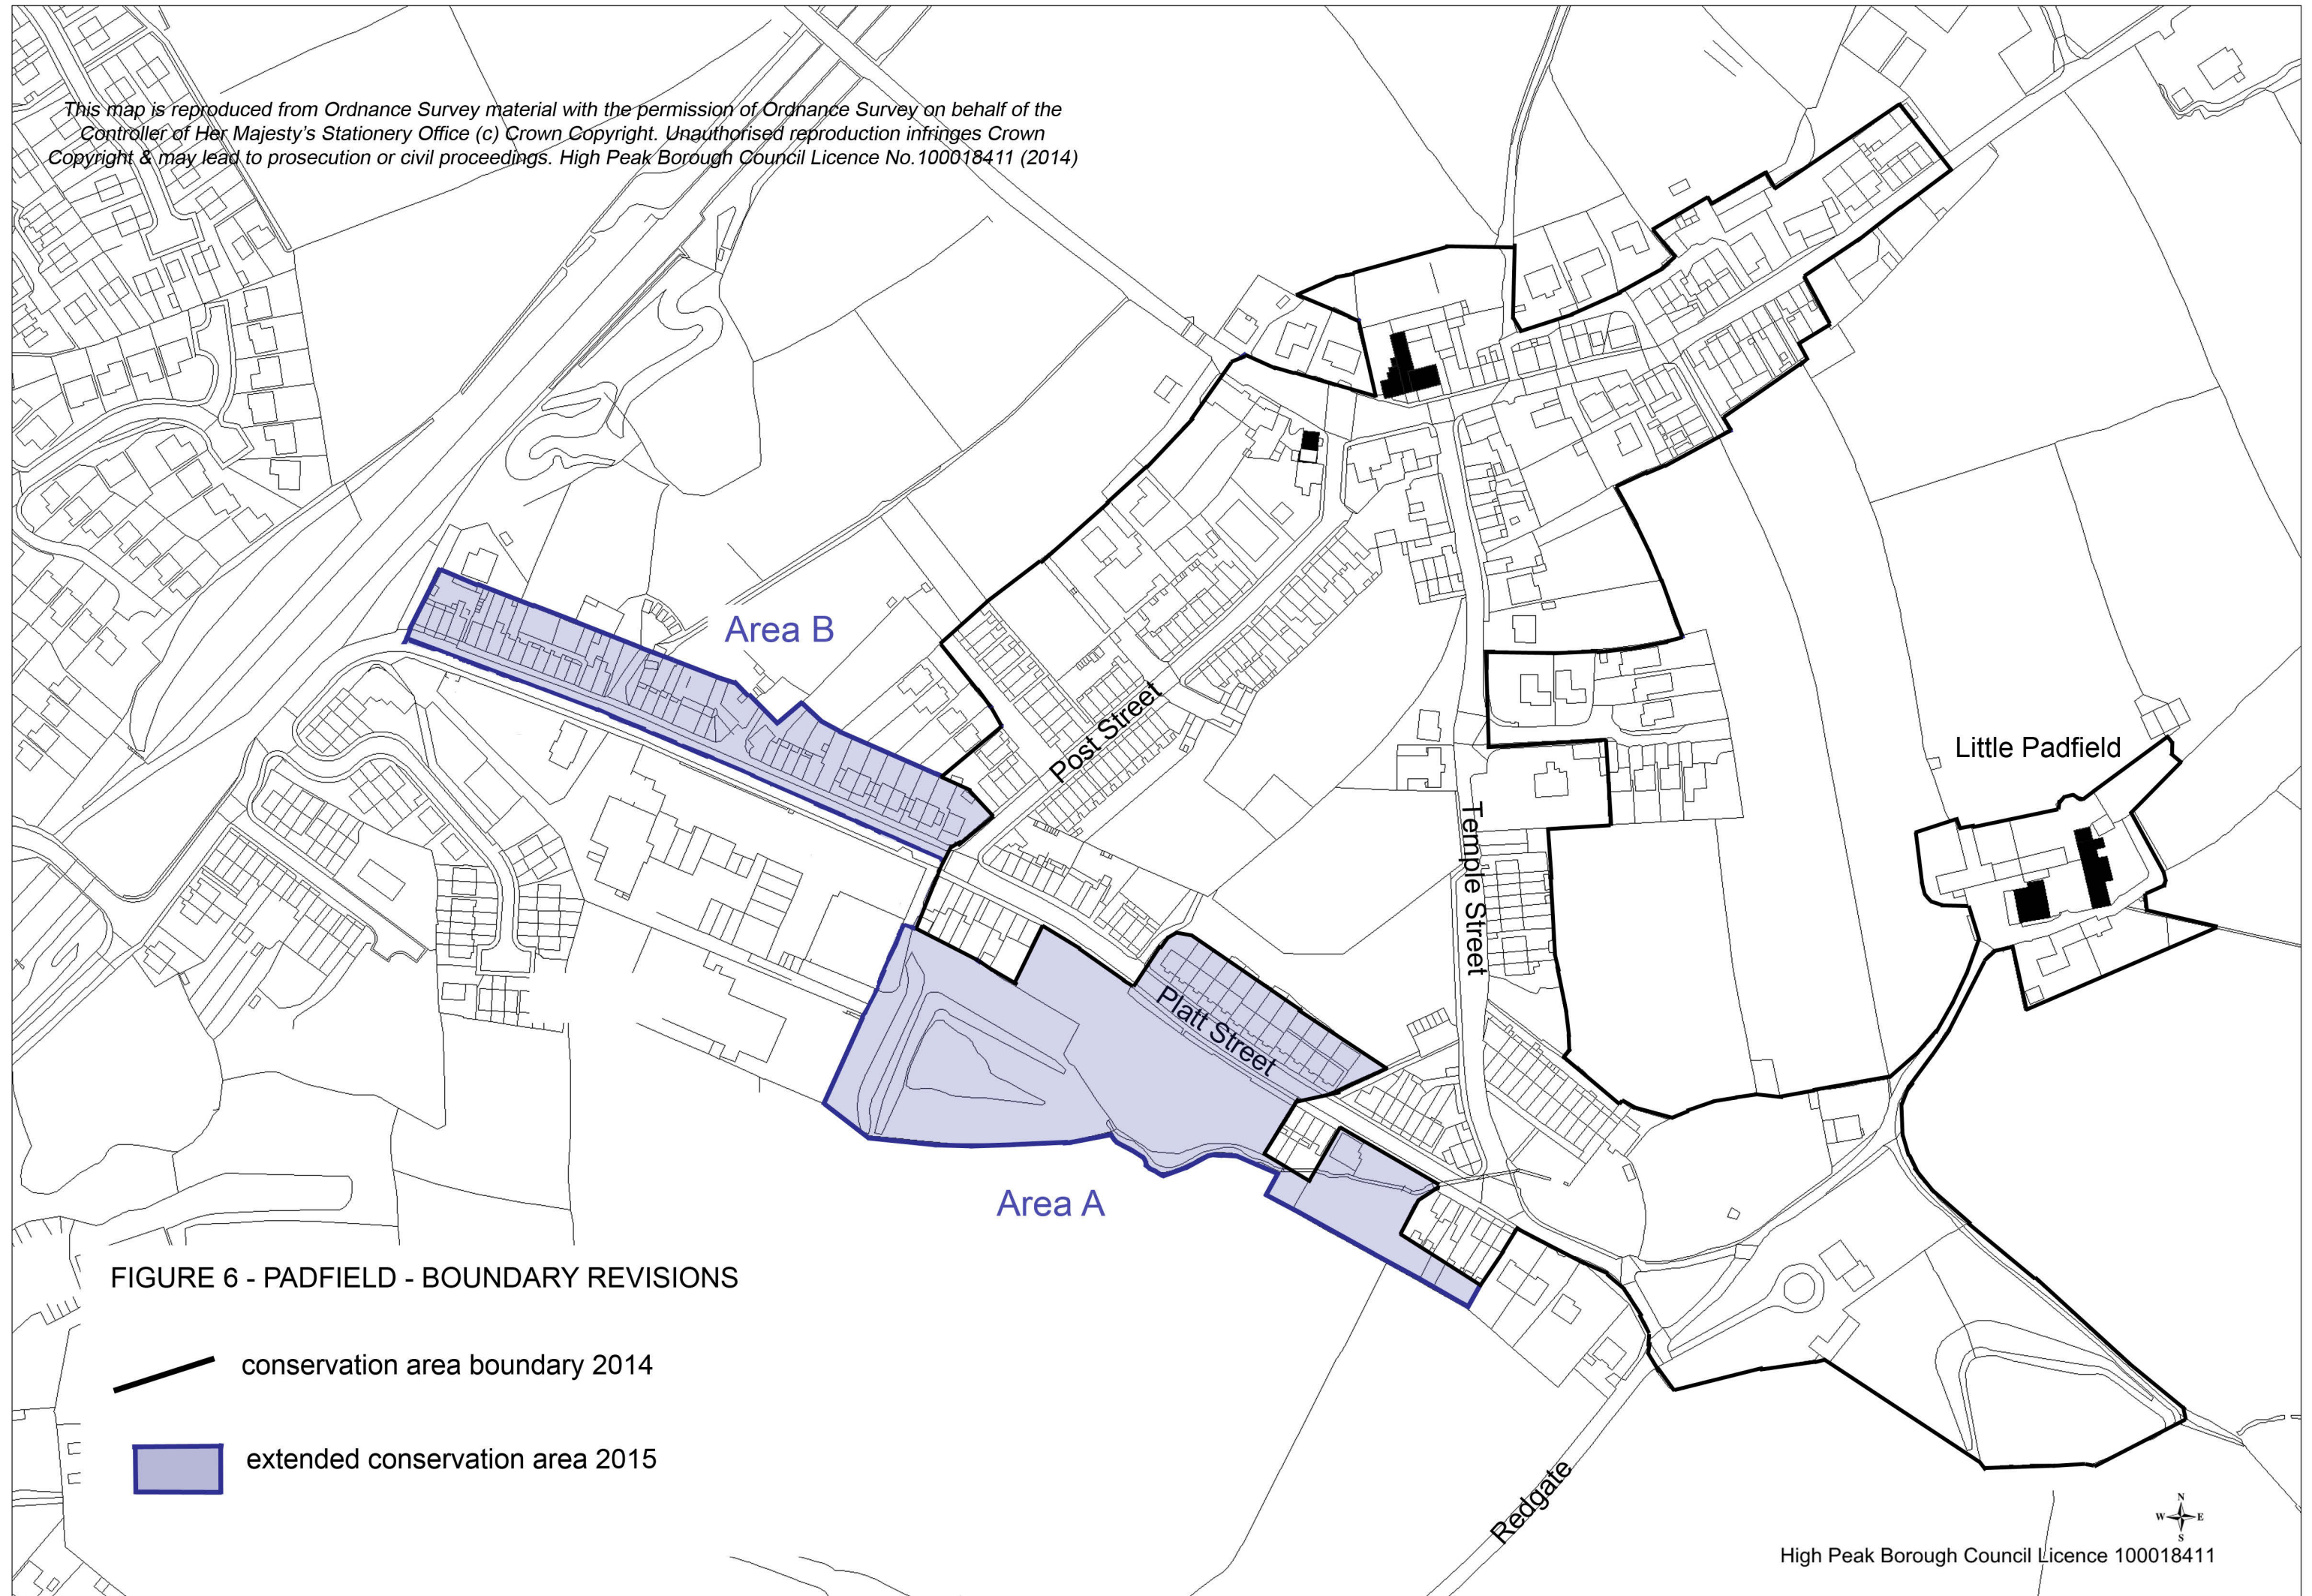 This map is reproduced from Ordnance Survey material with the permission of Ordnance Survey on behalf of the
Controller of Her Majesty's Stationery Office (c) Crown Copyright. Unauthorised reproduction infringes Crown
Copyright & may lead to prosecution or civil proceedings. High Peak Borough Council Licence No.100018411 (2014)
Area B
Post Street
Little Padfield
Temple Street
Platt Street
Area A
FIGURE 6 - PADFIELD - BOUNDARY REVISIONS
conservation area boundary 2014
extended conservation area 2015
Redgate
N
W E
S
High Peak Borough Council Licence 100018411